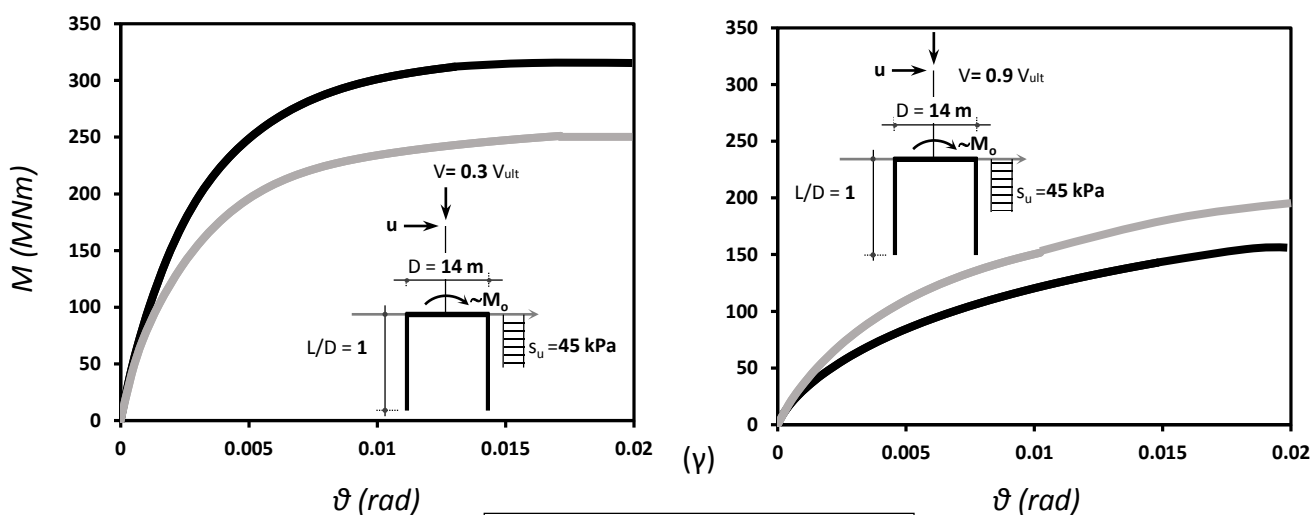 M (MNm)
350
300
250
200
150
100
50
0
0
0.005
0.01
0.015
0.02
ϑ (rad)
V= 0.3 Vult
u
D = 14 m
~Mo
L/D = 1
su =45 kPa
(γ)
350
300
250
200
150
100
50
0
0
0.005
0.01
0.015
0.02
ϑ (rad)
u
V= 0.9 Vult
D = 14 m
~Mo
L/D = 1
su =45 kPa